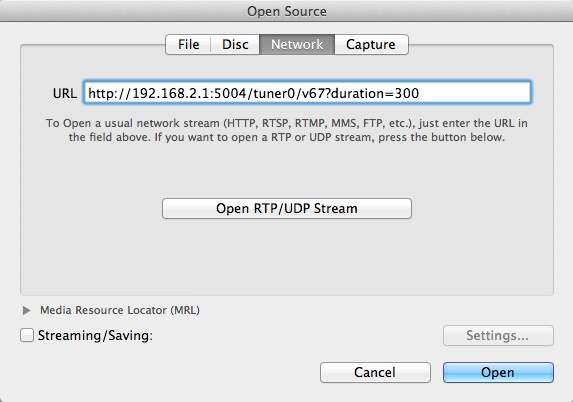 Open Source
File Disc Network Capture
URL http://192.168.2.1:5004/tuner0/v67?duration=300
To Open a usual network stream (HTTP, RTSP, RTMP, MMS, FTP, etc.), just enter the URL in
the field above. If you want to open a RTP or UDP stream, press the button below.
Open RTP/UDP Stream
Media Resource Locator (MRL)
Streaming/Saving: Settings...
Cancel Open